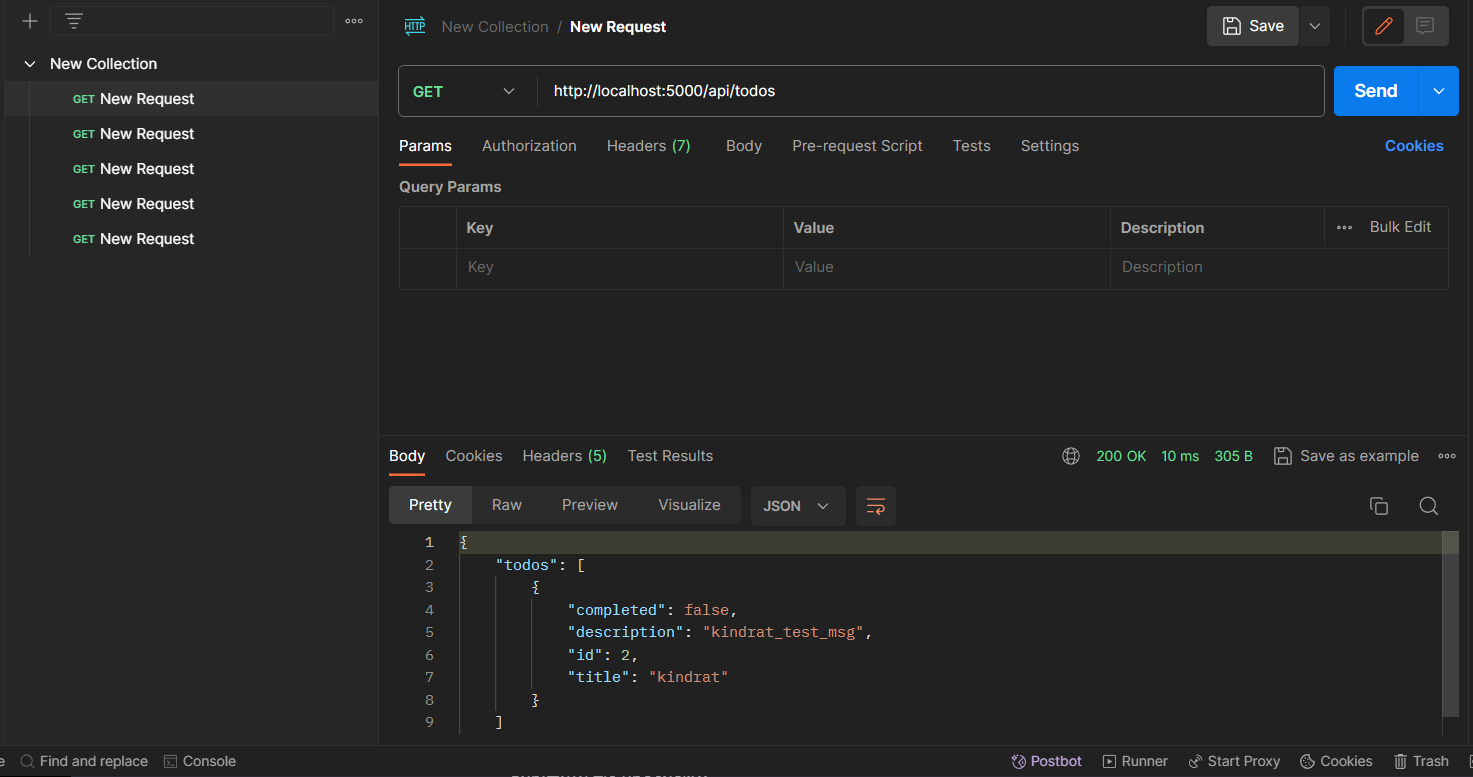 New Collection / New Request
Save
New Collection
GET New Request
GET New Request
GET New Request
GET New Request
GET New Request
GET
http://localhost:5000/api/todos
Send
Params Authorization Headers (7) Body Pre-request Script Tests Settings Cookies
Query Params
Key Value Description Bulk Edit
Key Value Description
Body Cookies Headers (5) Test Results 200 OK 10 ms 305 B Save as example
Pretty Raw Preview Visualize JSON
1 {
2 "todos": [
3 {
4 "completed": false,
5 "description": "kindrat_test_msg",
6 "id": 2,
7 "title": "kindrat"
8 }
9 ]
Find and replace Console Postbot Runner Start Proxy Cookies Trash